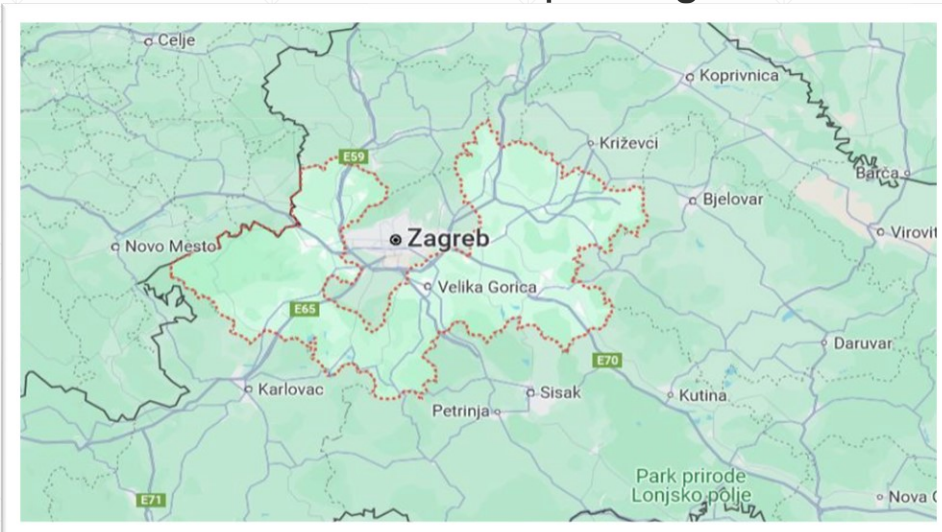 Celje
Koprivnica
Križevci
E59
Barča
Bjelovar
Zagreb
Novo Mesto
Velika Gorica
E65
Daruvar
E70
Karlovac
Sisak
Kutina
Petrinja
Park prirode
Lonjsko polje
E71
Nova